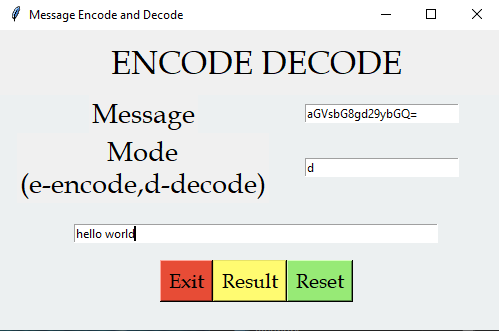 Message Encode and Decode
ENCODE DECODE
Message
aGVsbG8gd29ybGQ=
Mode
(e-encode,d-decode)
d
hello world
Exit
Result
Reset